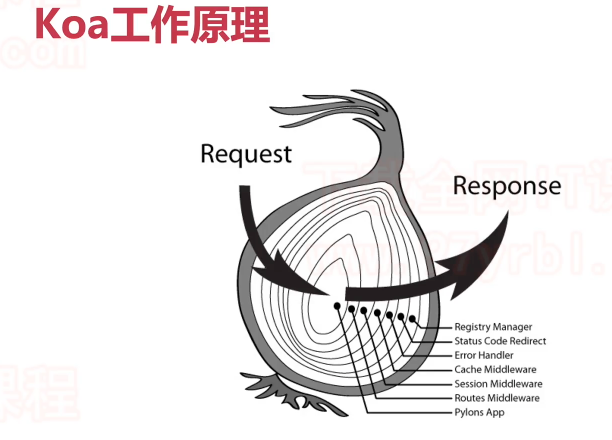 Koa工作原理
Request
Response
Registry Manager
Status Code Redirect
Error Handler
Cache Middleware
Session Middleware
Routes Middleware
Pylons App